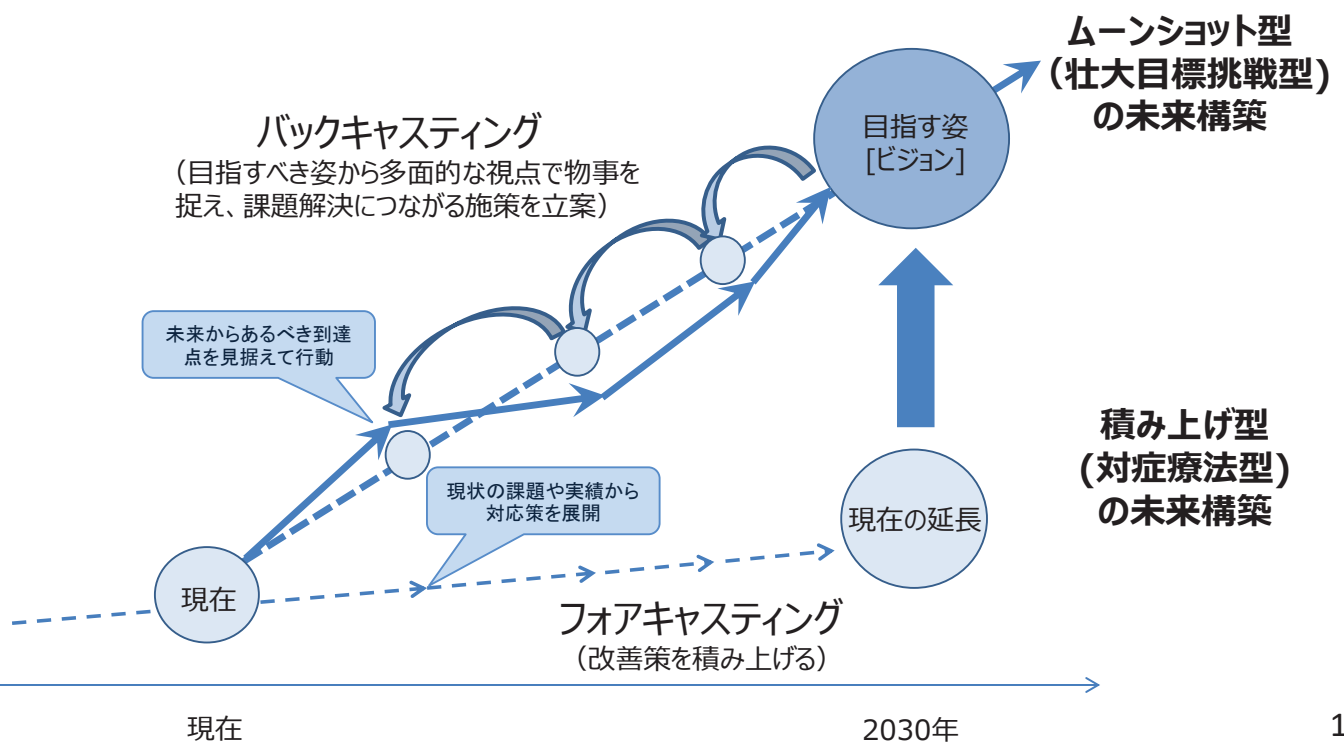 ムーンショット型
（壮大目標挑戦型)
の未来構築
バックキャスティング
（目指すべき姿から多面的な視点で物事を
捉え、課題解決につながる施策を立案）
目指す姿
[ビジョン]
未来からあるべき到達
点を見据えて行動
積み上げ型
(対症療法型)
の未来構築
現状の課題や実績から
対応策を展開
現在の延長
現在
フォアキャスティング
（改善策を積み上げる）
現在
2030年
1